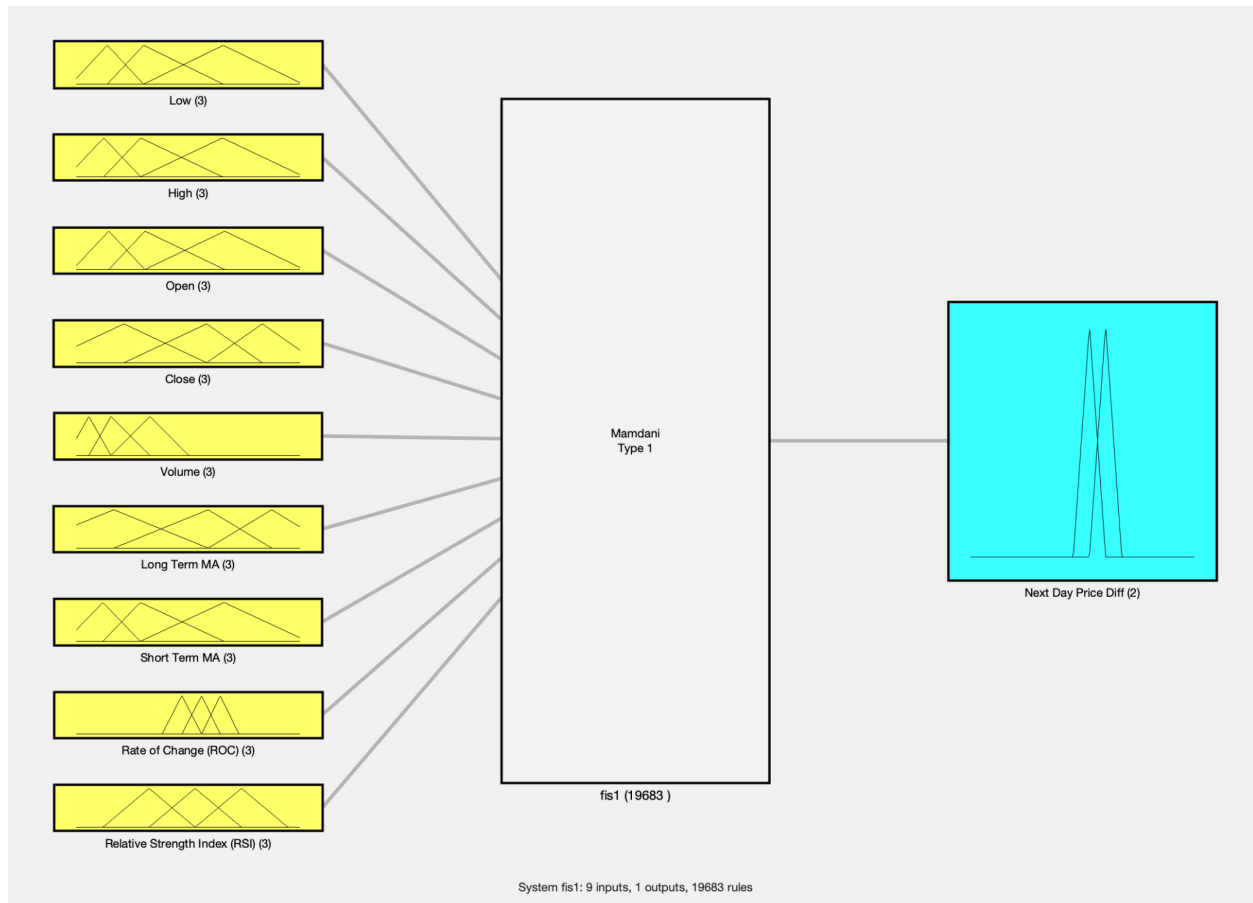 Low (3)
High (3)
Open (3)
Close (3)
Volume (3)
Long Term MA (3)
Short Term MA (3)
Rate of Change (ROC) (3)
Relative Strength Index (RSI) (3)
Mamdani
Type 1
fis1 (19683 )
Next Day Price Diff (2)
System fis1: 9 inputs, 1 outputs, 19683 rules